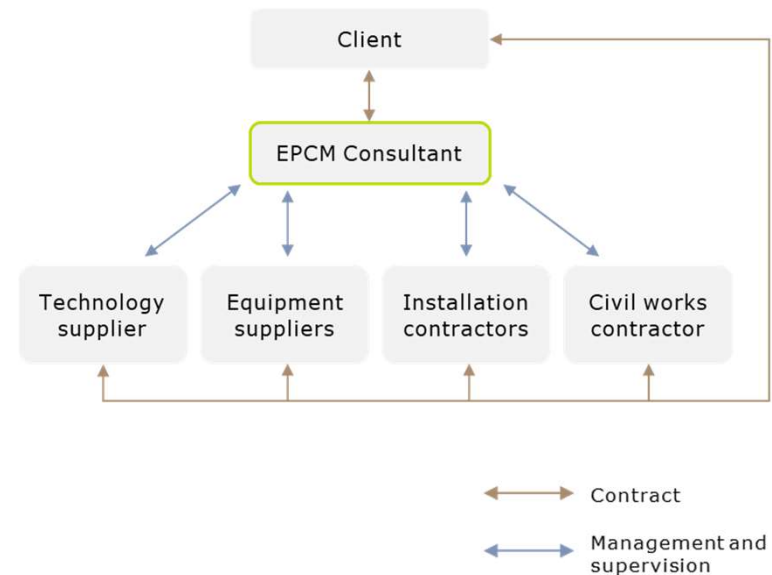 Client
EPCM Consultant
Technology
supplier
Equipment
suppliers
Installation
contractors
Civil works
contractor
Contract
Management and
supervision